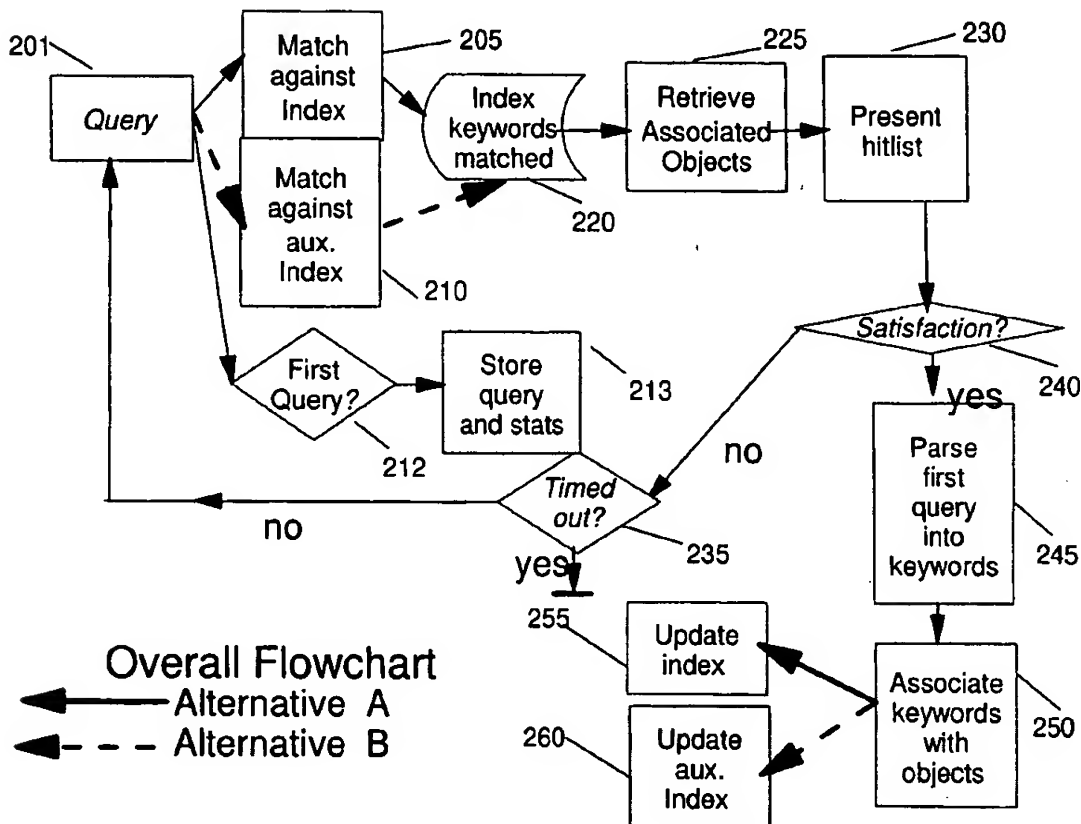 201
Query
Match
against
Index
205
Match
against
aux.
Index
210
Index
keywords
matched
220
225
Retrieve
Associated
Objects
230
Present
hitlist
First
Query?
212
Store
query
and stats
213
Satisfaction?
240
yes
no
Timed
out?
235
no
yes
Parse
first
query
into
keywords
245
255
Update
index
Associate
keywords
with
objects
250
260
Update
aux.
Index
Overall Flowchart
Alternative A
Alternative B